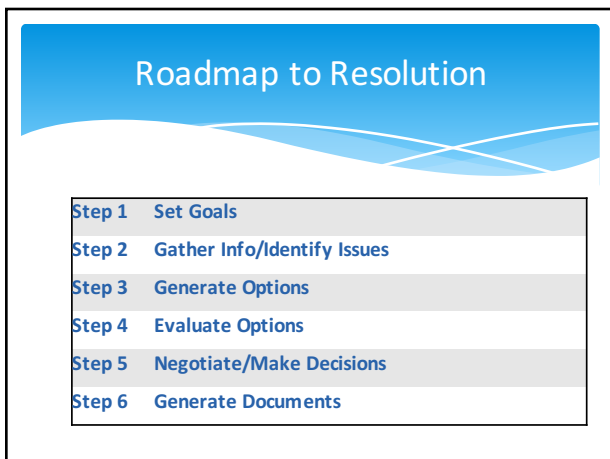 Roadmap to Resolution
Step 1 Set Goals
Step 2 Gather Info/Identify Issues
Step 3 Generate Options
Step 4 Evaluate Options
Step 5 Negotiate/Make Decisions
Step 6 Generate Documents